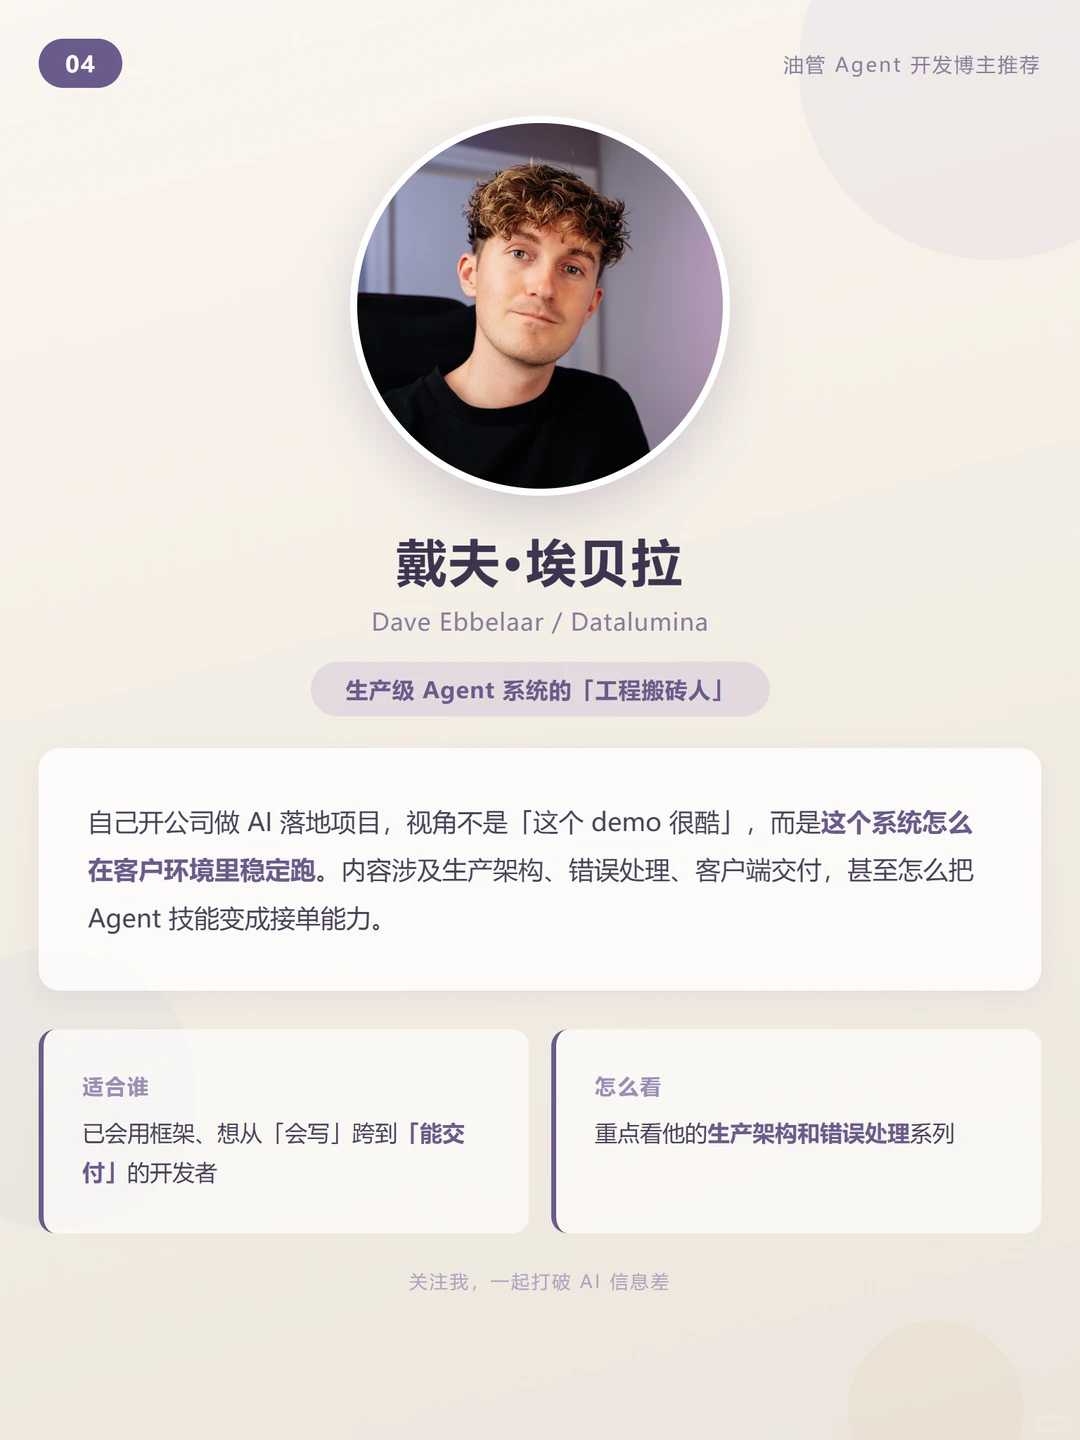 04
油管 Agent 开发博主推荐
戴夫·埃贝拉
Dave Ebbelaar / Datalumina
生产级 Agent 系统的「工程搬砖人」
自己开公司做 AI 落地项目，视角不是「这个 demo 很酷」，而是这个系统怎么
在客户环境里稳定跑。内容涉及生产架构、错误处理、客户端交付，甚至怎么把
Agent 技能变成接单能力。
适合谁
已会用框架、想从「会写」跨到「能交
付」的开发者
怎么看
重点看他的生产架构和错误处理系列
关注我，一起打破 AI 信息差